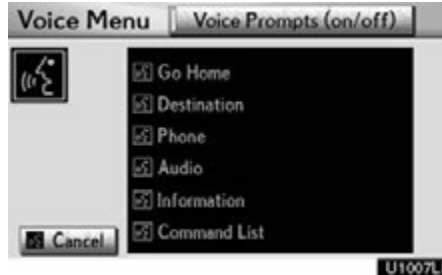 Voice Menu Voice Prompts (on/off)
Go Home
Destination
Phone
Audio
Information
Command List
Cancel
U1007L